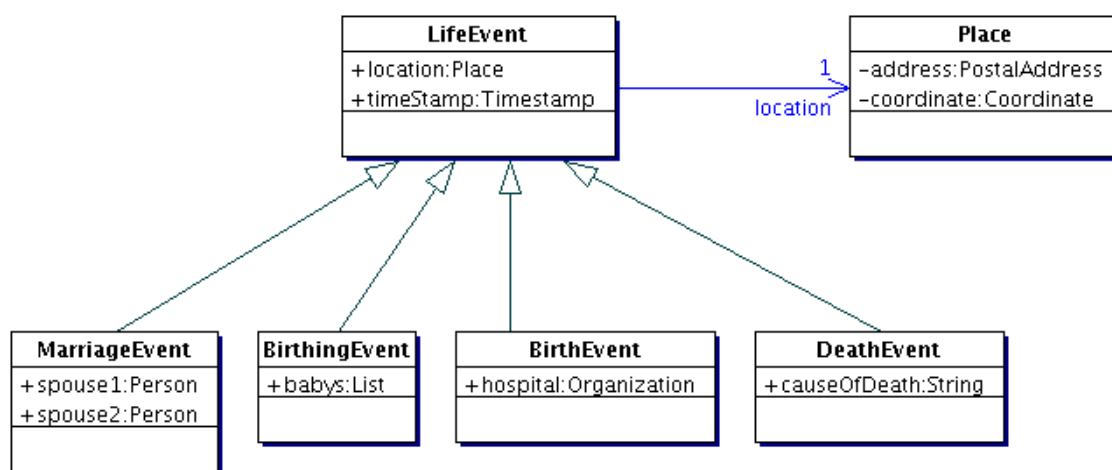 LifeEvent
+location:Place
+timeStamp:Timestamp
1
location
Place
-address:PostalAddress
-coordinate:Coordinate
MarriageEvent
+spouse1:Person
+spouse2:Person
BirthingEvent
+babys:List
BirthEvent
+hospital:Organization
DeathEvent
+causeOfDeath:String